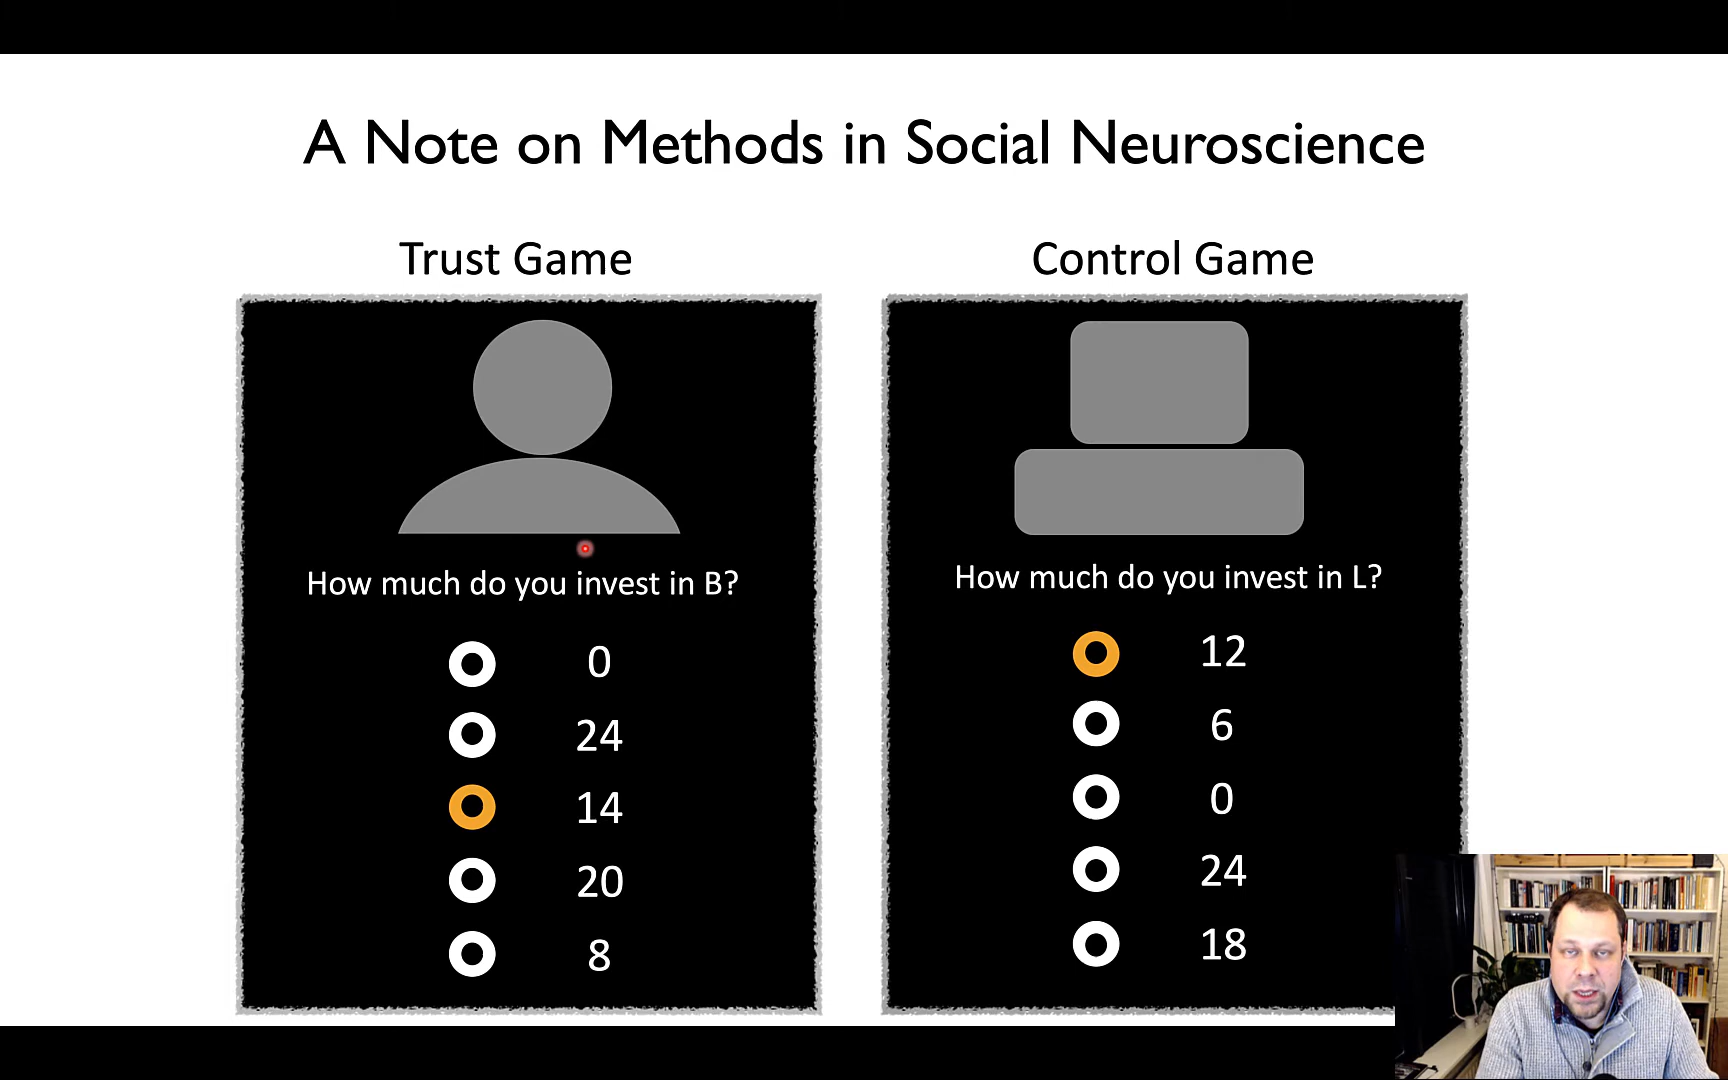 A Note on Methods in Social Neuroscience
Trust Game
How much do you invest in B?
0
24
14
20
8
Control Game
How much do you invest in L?
12
6
0
24
18